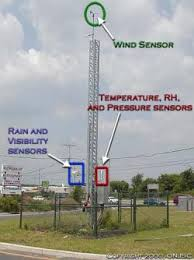 Wind Sensor
Temperature, RH,
and Pressure sensors
Rain and
Visibility
sensors